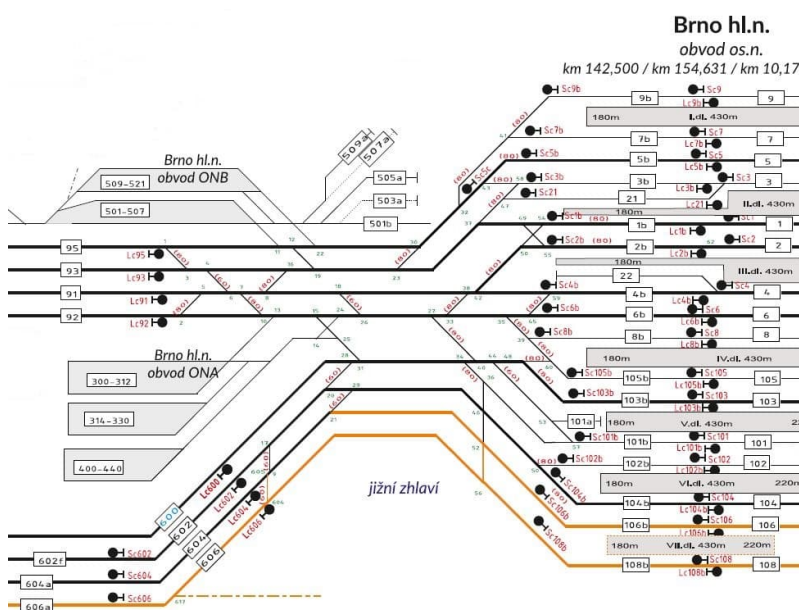 Brno hl.n.
obvod os.n.
km 142,500 / km 154,631 / km 10,17
Sc9b
9b
Sc9
Lc9b
9
180m
I.dl. 430m
Sc7b
7b
Sc7
Lc7b
7
Sc5b
5b
Sc5
Lc5b
5
Sc5c
Sc3b
3b
Sc3
Lc3b
3
Sc21
21
Lc21
II.dl. 430m
180m
Sc1b
(80)
1b
Lc1b
Sc1
1
Sc2b
(80)
2b
Lc2b
Sc2
2
180m
III.dl. 430m
22
Sc4b
4b
Lc4b
Sc4
4
Sc6b
6b
Sc6
Lc6b
6
Sc8b
8b
Sc8
Lc8b
8
180m
IV.dl. 430m
Sc105b
105b
Sc105
Lc105b
105
Sc103b
103b
Sc103
Lc103b
103
101a
180m
V.dl. 430m
Sc101b
101b
Sc101
Lc101b
101
Sc102b
102b
Sc102
Lc102b
102
180m
VI.dl. 430m
220m
Sc104b
104b
Sc104
Lc104b
104
Sc106b
106b
Sc106
Lc106b
106
180m
VII.dl. 430m
220m
Sc108b
108b
Sc108
Lc108b
108
Brno hl.n.
obvod ONB
509-521
501-507
509a
507a
505a
503a
501b
95
Lc95
93
Lc93
91
Lc91
92
Lc92
Brno hl.n.
obvod ONA
300-312
314-330
400-440
jižní zhlaví
600
602
604
606
Lc600
Lc602
Lc604
Lc606
602f
Sc602
604a
Sc604
606a
Sc606
617